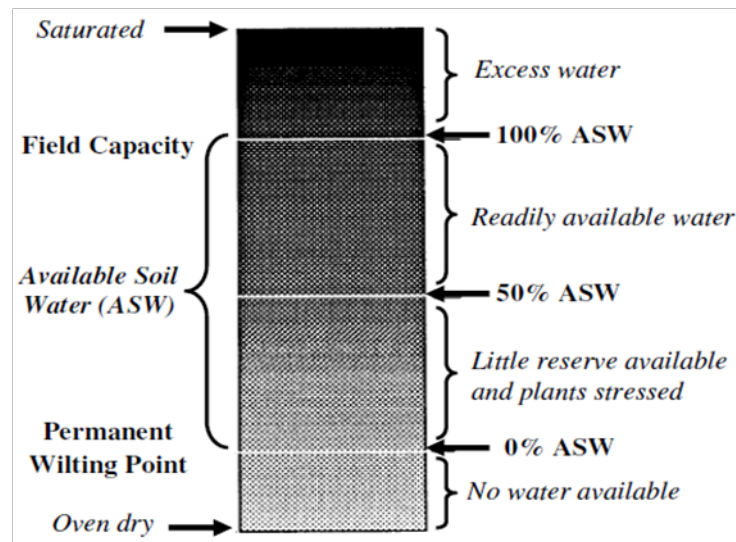 Saturated
Excess water
Field Capacity
100% ASW
Readily available water
Available Soil
Water (ASW)
50% ASW
Little reserve available
and plants stressed
Permanent
Wilting Point
0% ASW
No water available
Oven dry